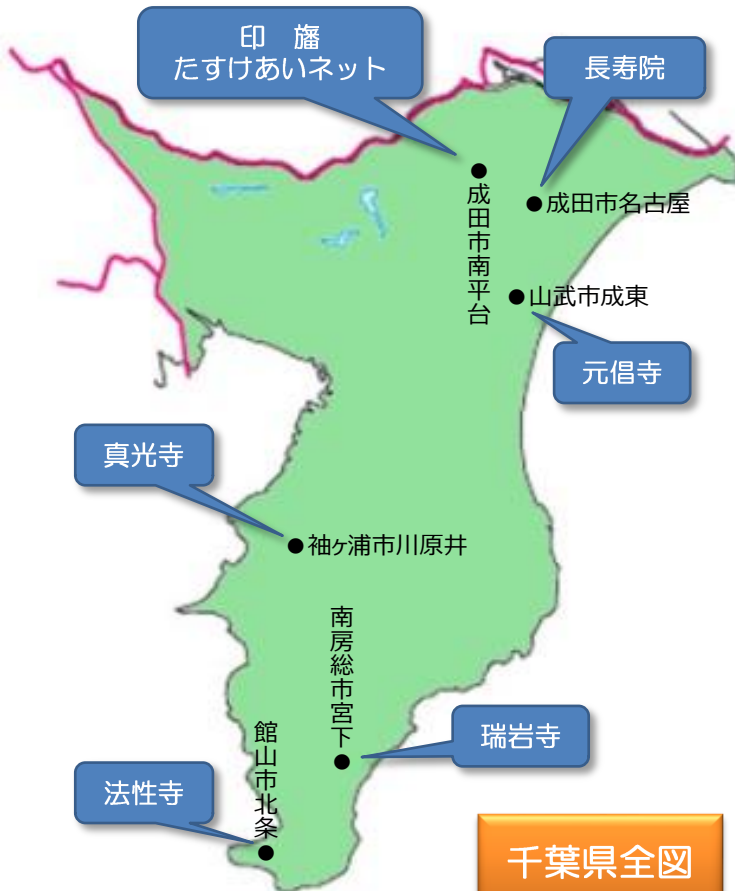 印　旛
たすけあいネット
長寿院
成田市南平台
成田市名古屋
山武市成東
元倡寺
真光寺
袖ヶ浦市川原井
南房総市宮下
瑞岩寺
館山市北条
法性寺
千葉県全図